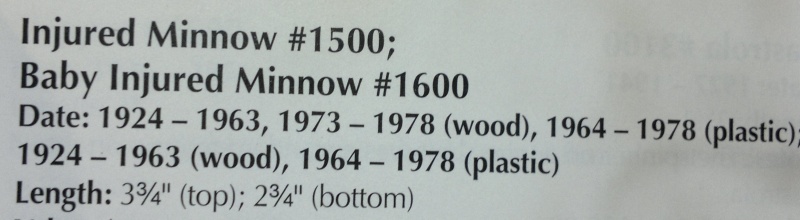 Injured Minnow #1500;
Baby Injured Minnow #1600
Date: 1924 – 1963, 1973 – 1978 (wood), 1964 – 1978 (plastic);
1924 – 1963 (wood), 1964 – 1978 (plastic)
Length: 3¾" (top); 2¾" (bottom)